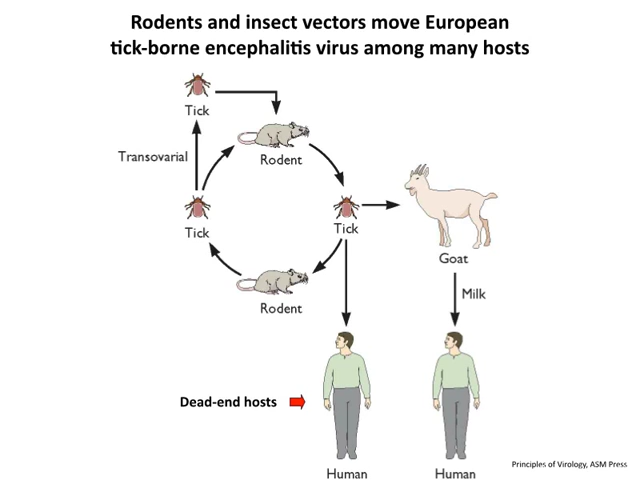 Rodents and insect vectors move European
tick-borne encephalitis virus among many hosts
Tick
Rodent
Transovarial
Tick
Tick
Goat
Rodent
Milk
Dead-end hosts
Human
Human
Principles of Virology, ASM Press